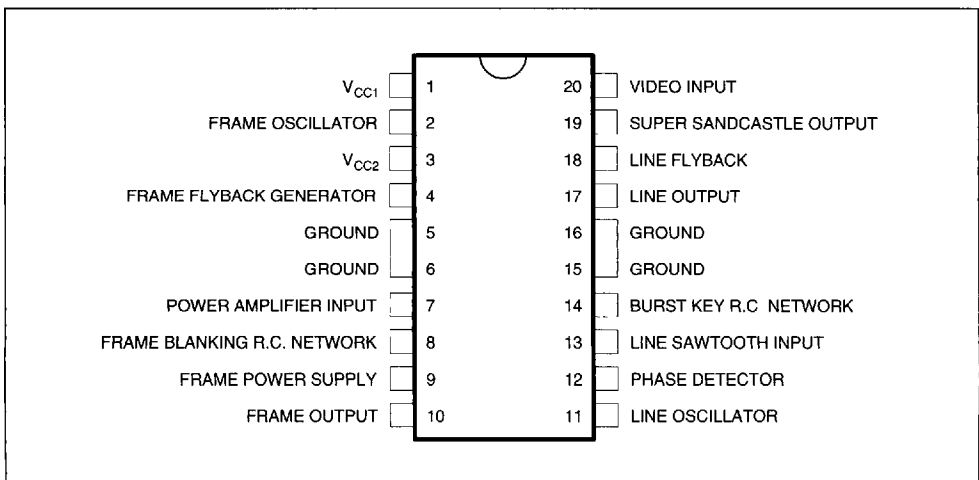 V_CC1 1 20 VIDEO INPUT
FRAME OSCILLATOR 2 19 SUPER SANDCASTLE OUTPUT
V_CC2 3 18 LINE FLYBACK
FRAME FLYBACK GENERATOR 4 17 LINE OUTPUT
GROUND 5 16 GROUND
GROUND 6 15 GROUND
POWER AMPLIFIER INPUT 7 14 BURST KEY R.C NETWORK
FRAME BLANKING R.C. NETWORK 8 13 LINE SAWTOOTH INPUT
FRAME POWER SUPPLY 9 12 PHASE DETECTOR
FRAME OUTPUT 10 11 LINE OSCILLATOR